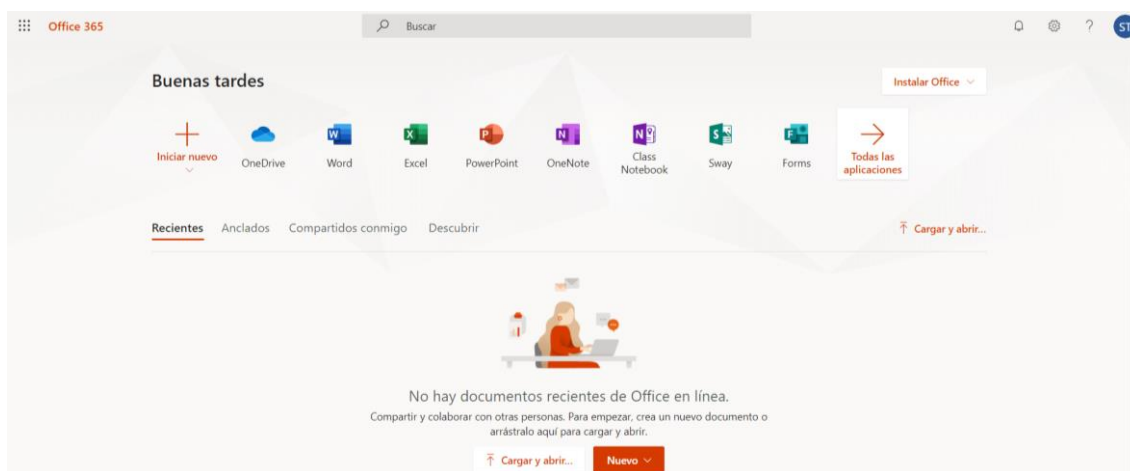 Office 365
Buscar
ST
Buenas tardes
Instalar Office
Iniciar nuevo
OneDrive
Word
Excel
PowerPoint
OneNote
Class
Notebook
Sway
Forms
Todas las
aplicaciones
Recientes Anclados Compartidos conmigo Descubrir
Cargar y abrir...
No hay documentos recientes de Office en línea.
Compartir y colaborar con otras personas. Para empezar, crea un nuevo documento o
arrástralo aquí para cargar y abrir.
Cargar y abrir...
Nuevo